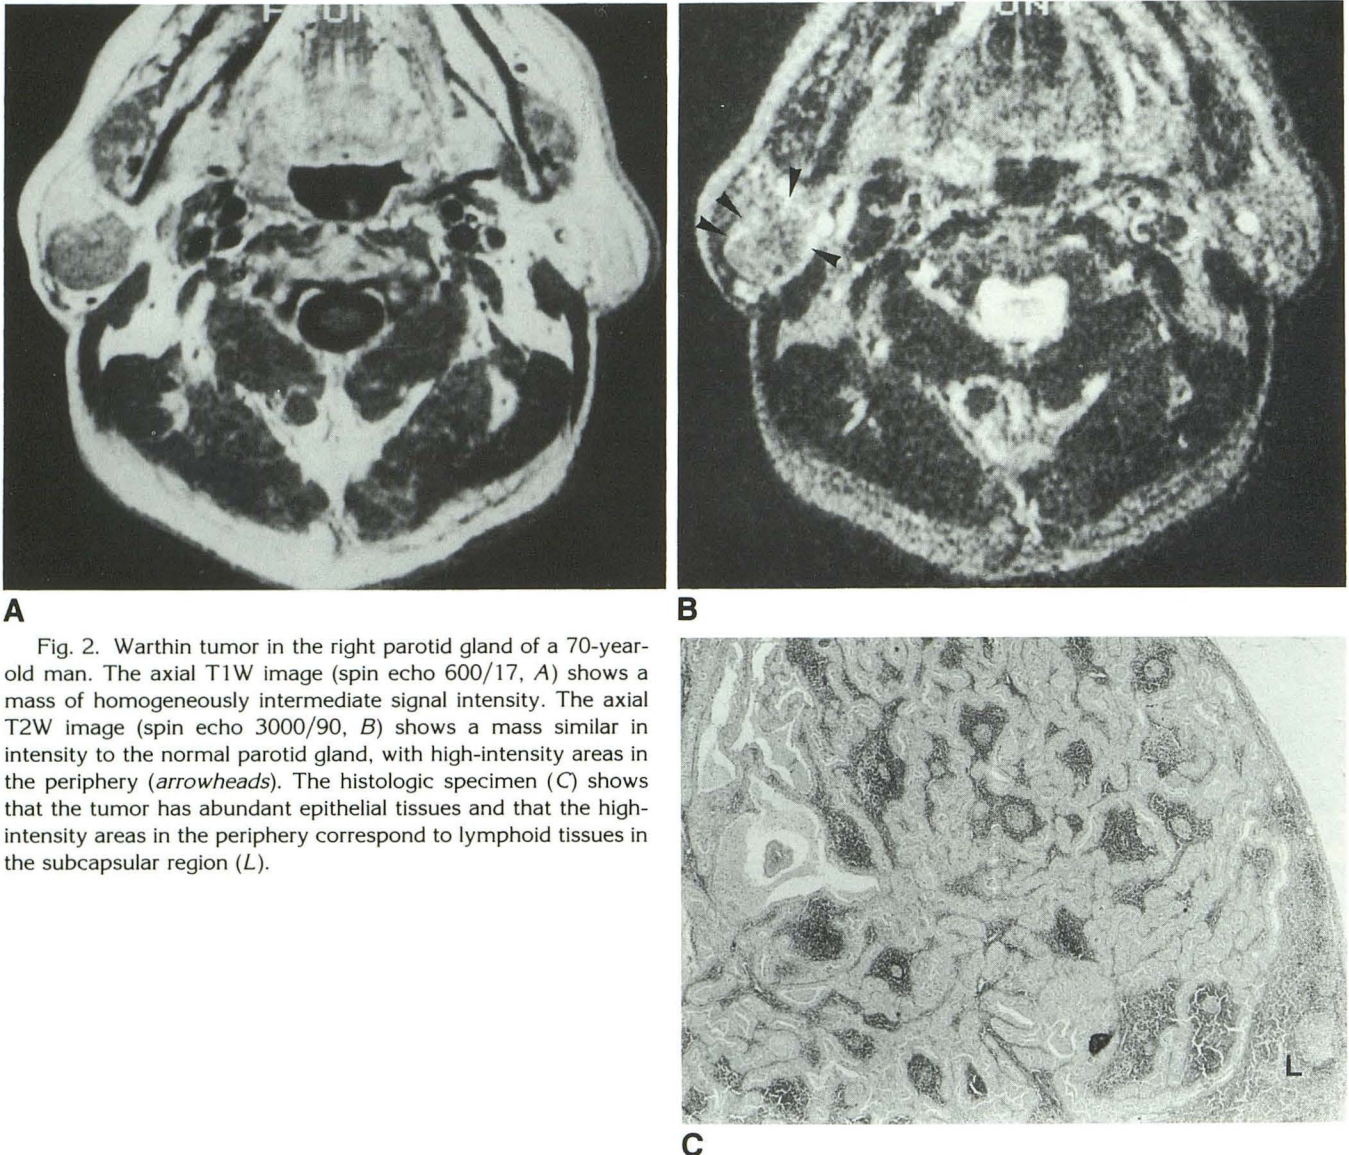 A
B
Fig. 2. Warthin tumor in the right parotid gland of a 70-year-
old man. The axial T1W image (spin echo 600/17, A) shows a
mass of homogeneously intermediate signal intensity. The axial
T2W image (spin echo 3000/90, B) shows a mass similar in
intensity to the normal parotid gland, with high-intensity areas in
the periphery (arrowheads). The histologic specimen (C) shows
that the tumor has abundant epithelial tissues and that the high-
intensity areas in the periphery correspond to lymphoid tissues in
the subcapsular region (L).
L
C